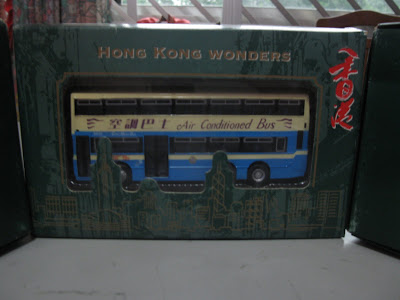 HONG KONG WONDERS
香港
空調巴士 Air Conditioned Bus